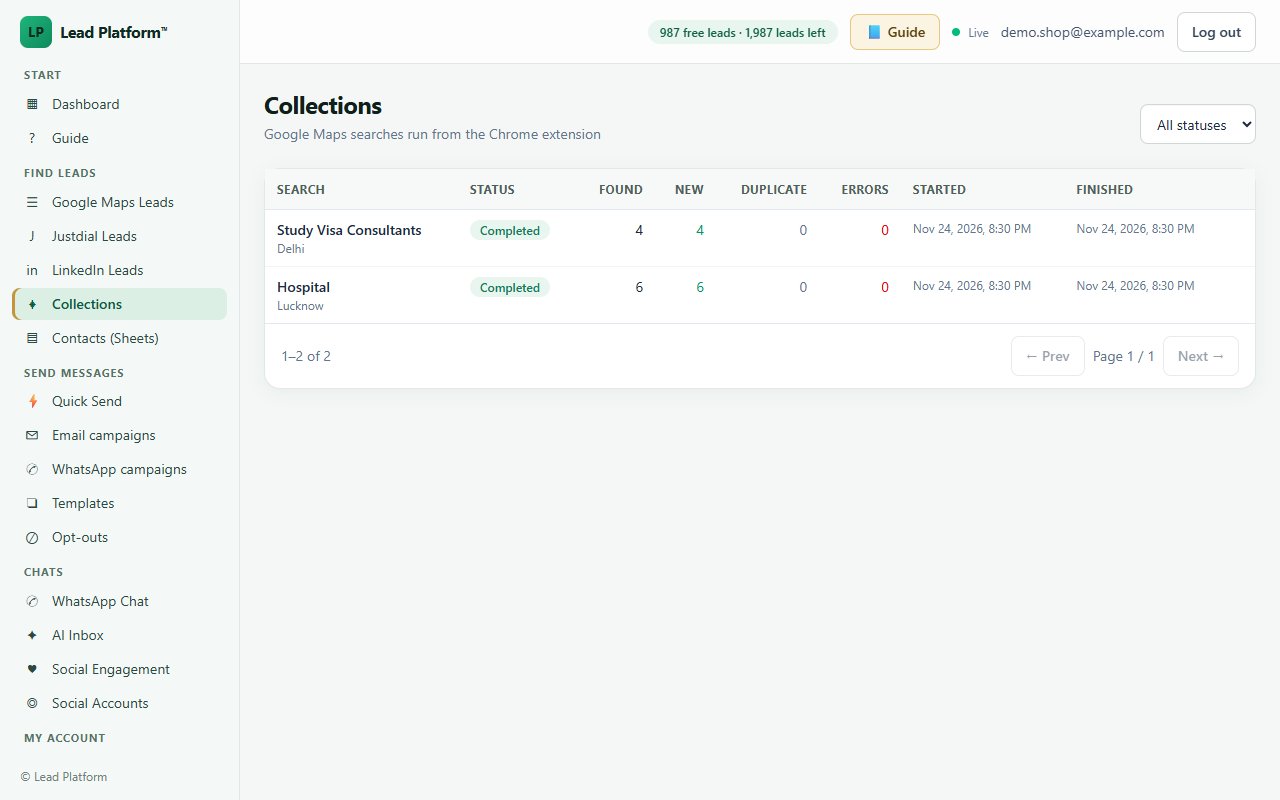 LP Lead Platform™
START
Dashboard
? Guide
FIND LEADS
Google Maps Leads
J Justdial Leads
in LinkedIn Leads
Collections
Contacts (Sheets)
SEND MESSAGES
Quick Send
Email campaigns
WhatsApp campaigns
Templates
Opt-outs
CHATS
WhatsApp Chat
AI Inbox
Social Engagement
Social Accounts
MY ACCOUNT
© Lead Platform
987 free leads · 1,987 leads left
Guide
Live
demo.shop@example.com
Log out
Collections
Google Maps searches run from the Chrome extension
All statuses
SEARCH STATUS FOUND NEW DUPLICATE ERRORS STARTED FINISHED
Study Visa Consultants Completed 4 4 0 0 Nov 24, 2026, 8:30 PM Nov 24, 2026, 8:30 PM
Delhi
Hospital Completed 6 6 0 0 Nov 24, 2026, 8:30 PM Nov 24, 2026, 8:30 PM
Lucknow
1–2 of 2
← Prev Page 1 / 1 Next →